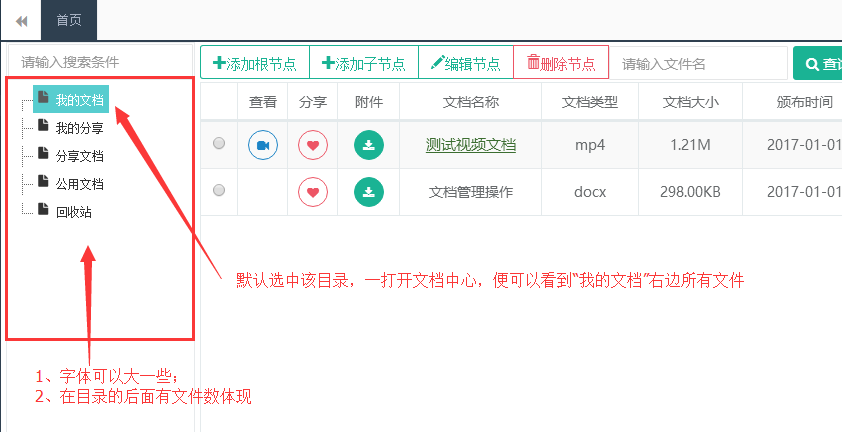 首页
请输入搜索条件
添加根节点 添加子节点 编辑节点 删除节点 请输入文件名
我的文档
我的分享
分享文档
公用文档
回收站
查看 分享 附件 文档名称 文档类型 文档大小 颁布时间
测试视频文档 mp4 1.21M 2017-01-01
文档管理操作 docx 298.00KB 2017-01-01
默认选中该目录，一打开文档中心，便可以看到“我的文档”右边所有文件
1、字体可以大一些；
2、在目录的后面有文件数体现